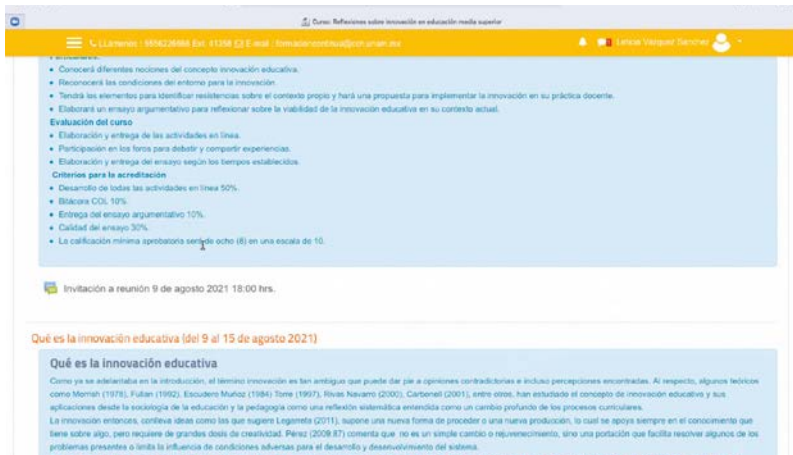 Curso: Reflexiones sobre innovación en educación media superior
LLámenos : 5556226666 Ext. 41358 E-mail : formacioncontinua@cch.unam.mx
Leticia Vázquez Sánchez
Particulares:
Conocerá diferentes nociones del concepto innovación educativa.
Reconocerá las condiciones del entorno para la innovación.
Tendrá los elementos para identificar resistencias sobre el contexto propio y hará una propuesta para implementar la innovación en su práctica docente.
Elaborará un ensayo argumentativo para reflexionar sobre la viabilidad de la innovación educativa en su contexto actual.
Evaluación del curso
Elaboración y entrega de las actividades en línea.
Participación en los foros para debatir y compartir experiencias.
Elaboración y entrega del ensayo según los tiempos establecidos.
Criterios para la acreditación
Desarrollo de todas las actividades en línea 50%.
Bitácora COL 10%.
Entrega del ensayo argumentativo 10%.
Calidad del ensayo 30%.
La calificación mínima aprobatoria será de ocho (8) en una escala de 10.
Invitación a reunión 9 de agosto 2021 18:00 hrs.
Qué es la innovación educativa (del 9 al 15 de agosto 2021)
Qué es la innovación educativa
Como ya se adelantaba en la introducción, el término innovación es tan ambiguo que puede dar pie a opiniones contradictorias e incluso percepciones encontradas. Al respecto, algunos teóricos
como Morrish (1978), Fullan (1992), Escudero Muñoz (1984) Torre (1997), Rivas Navarro (2000), Carbonell (2001), entre otros, han estudiado el concepto de innovación educativa y sus
aplicaciones desde la sociología de la educación y la pedagogía como una reflexión sistemática entendida como un cambio profundo de los procesos curriculares.
La innovación entonces, conlleva ideas como las que sugiere Legarreta (2011), supone una nueva forma de proceder o una nueva producción, lo cual se apoya siempre en el conocimiento que
tiene sobre algo, pero requiere de grandes dosis de creatividad. Pérez (2009:87) comenta que no es un simple cambio o rejuvenecimiento, sino una portación que facilita resolver algunos de los
problemas presentes o limita la influencia de condiciones adversas para el desarrollo y desenvolvimiento del sistema.